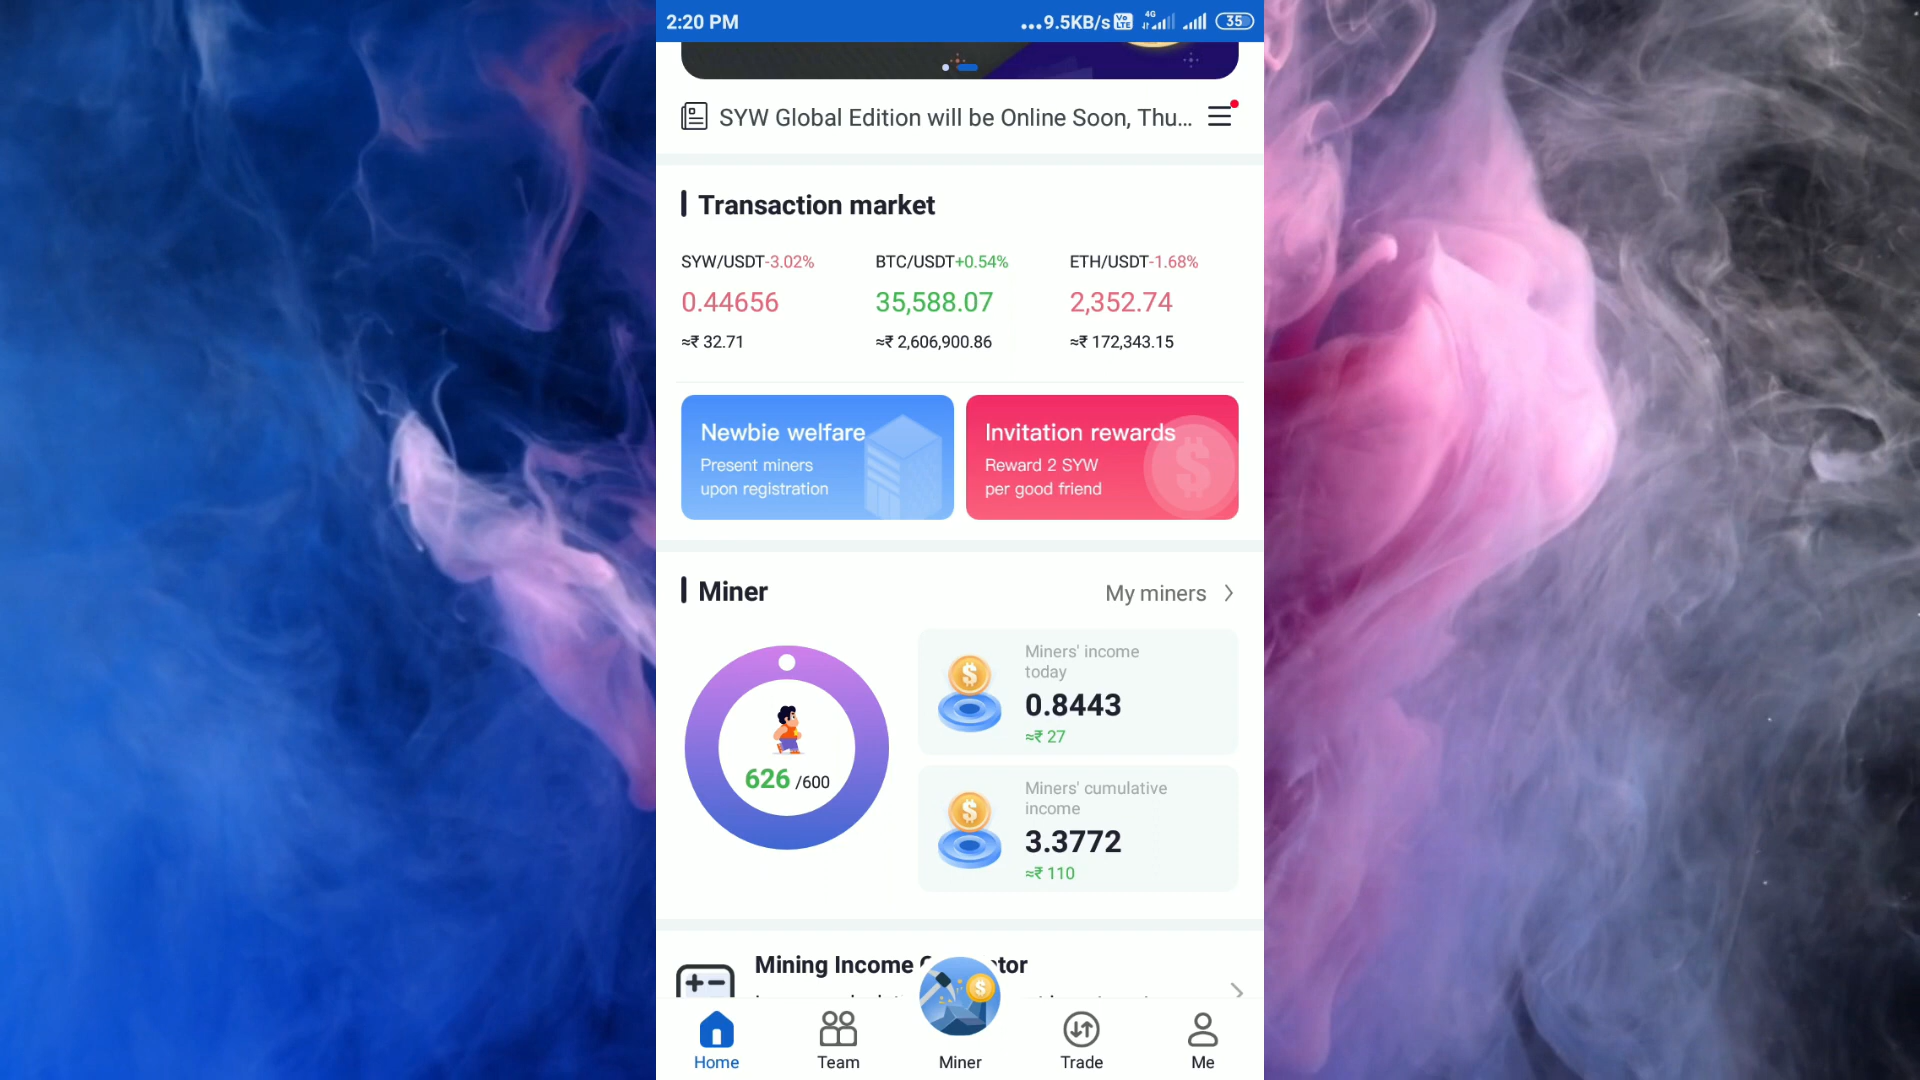 2:20 PM
...9.5KB/s Vo LTE 4G 35
SYW Global Edition will be Online Soon, Thu...
Transaction market
SYW/USDT-3.02% BTC/USDT+0.54% ETH/USDT-1.68%
0.44656 35,588.07 2,352.74
≈₹ 32.71 ≈₹ 2,606,900.86 ≈₹ 172,343.15
Newbie welfare
Present miners
upon registration
Invitation rewards
Reward 2 SYW
per good friend
Miner
My miners
626 /600
Miners' income
today
0.8443
≈₹ 27
Miners' cumulative
income
3.3772
≈₹ 110
Mining Income
Home Team Miner Trade Me